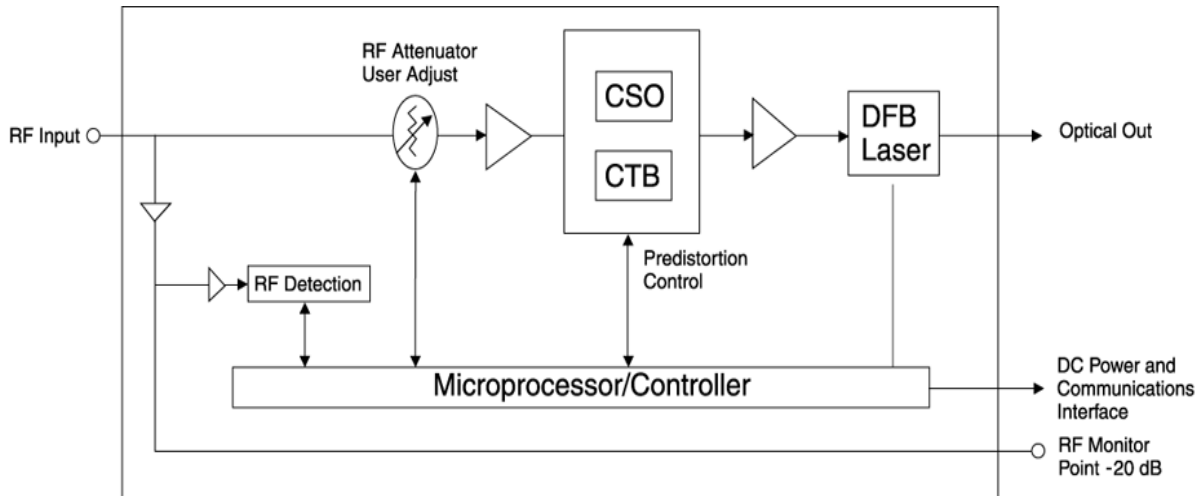 RF Attenuator
User Adjust
RF Input
CSO
CTB
DFB
Laser
Optical Out
Predistortion
Control
RF Detection
Microprocessor/Controller
DC Power and
Communications
Interface
RF Monitor
Point -20 dB